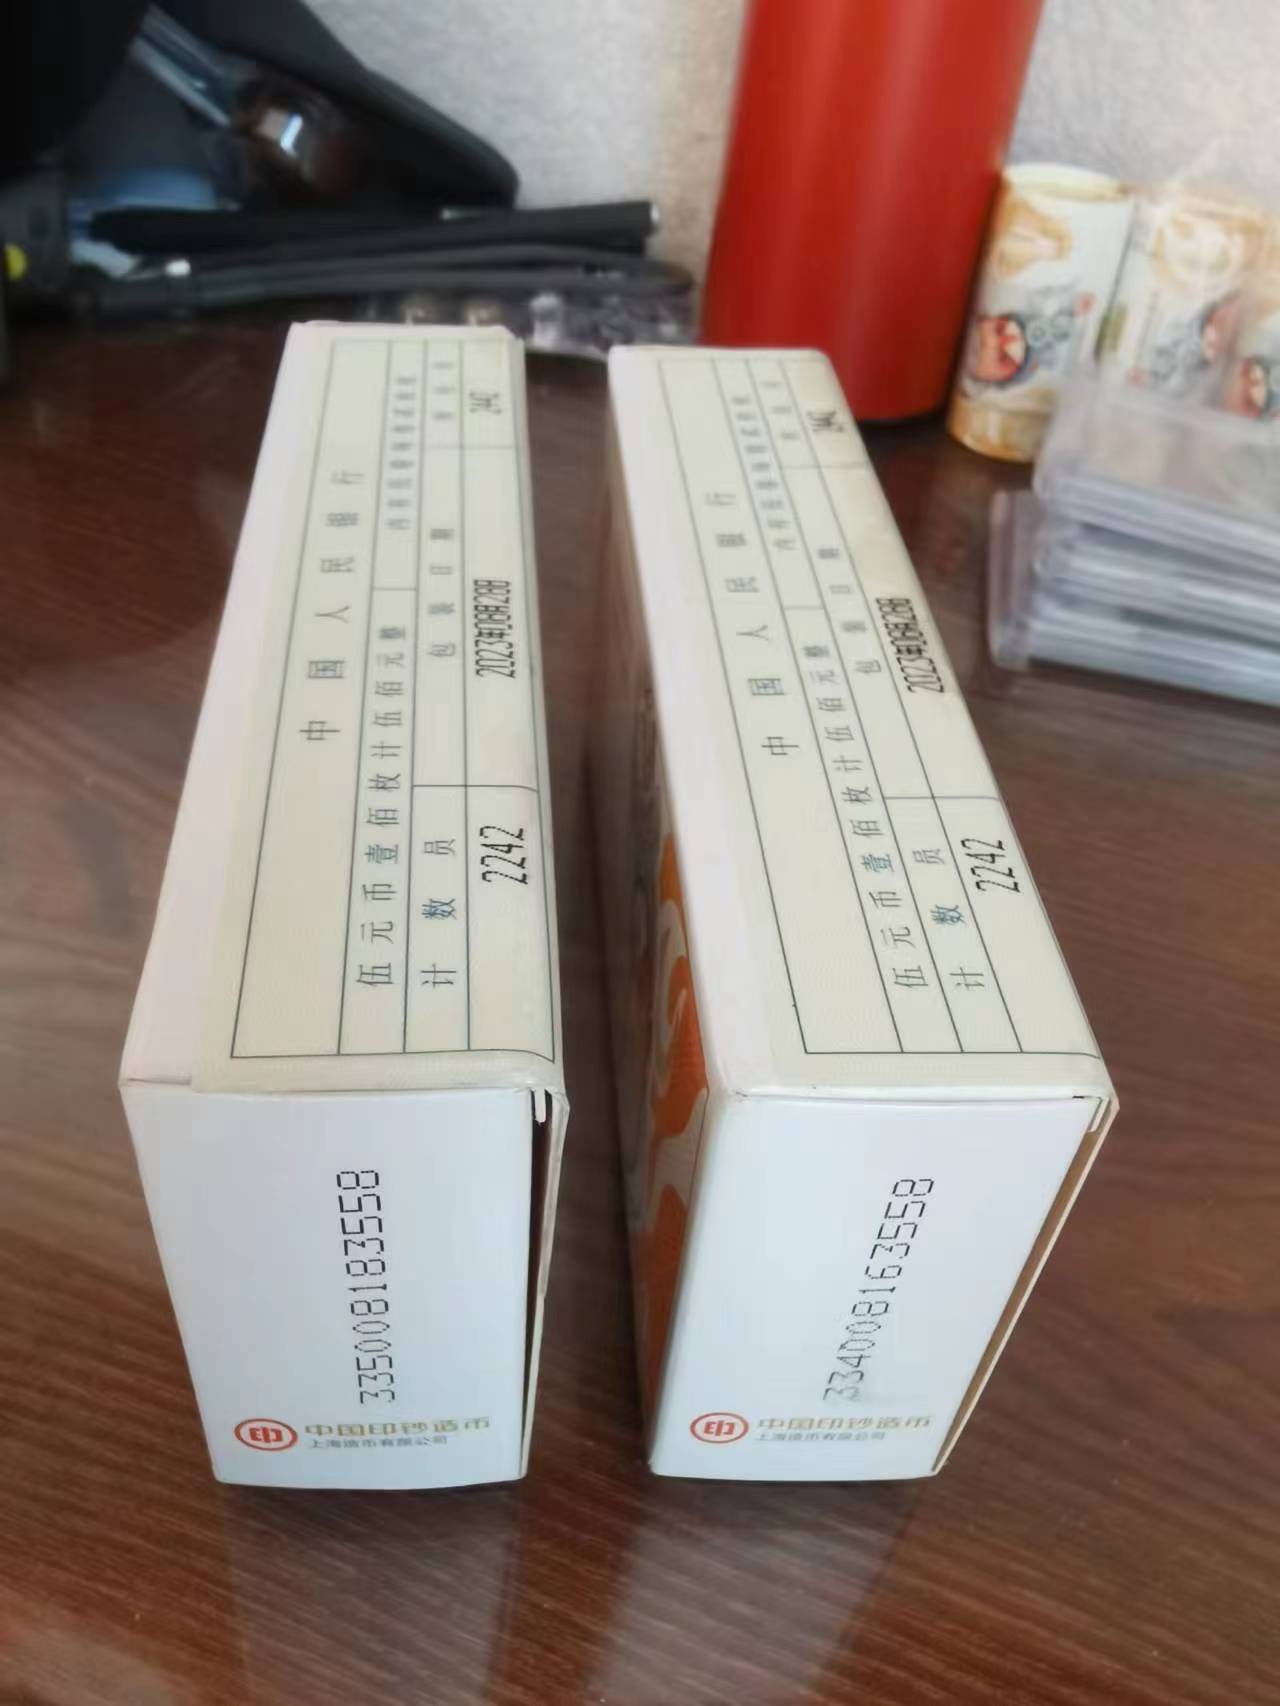 中国人民银行
伍元币壹佰枚计伍佰元整
计数员
包装日期
2242
2023年08月28日
335008183558
中国印钞造币
上海造币有限公司
中国人民银行
伍元币壹佰枚计伍佰元整
计数员
包装日期
2242
2023年08月28日
334008163558
中国印钞造币
上海造币有限公司